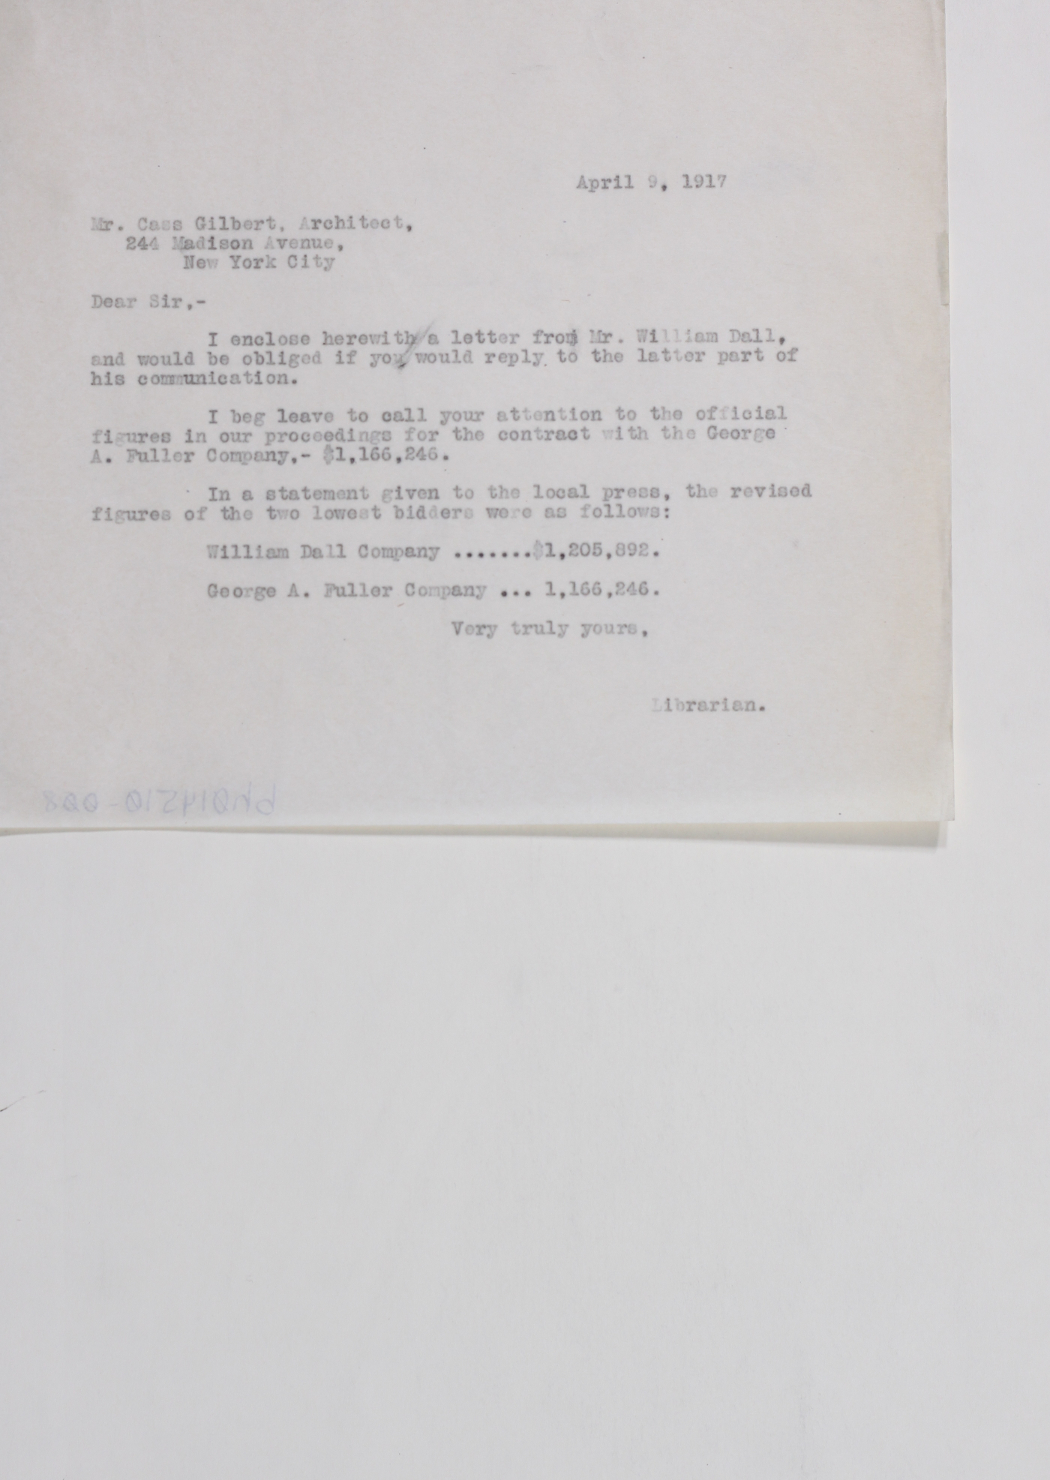 April 9, 1917
Mr. Cass Gilbert, Architect,
244 Madison Avenue,
New York City
Dear Sir,-
I enclose herewith a letter from Mr. William Dall,
and would be obliged if you would reply to the latter part of
his communication.
I beg leave to call your attention to the official
figures in our proceedings for the contract with the George
A. Fuller Company,- $1,166,246.
In a statement given to the local press, the revised
figures of the two lowest bidders were as follows:
William Dall Company .......$1,205,892.
George A. Fuller Company ... 1,166,246.
Very truly yours,
Librarian.